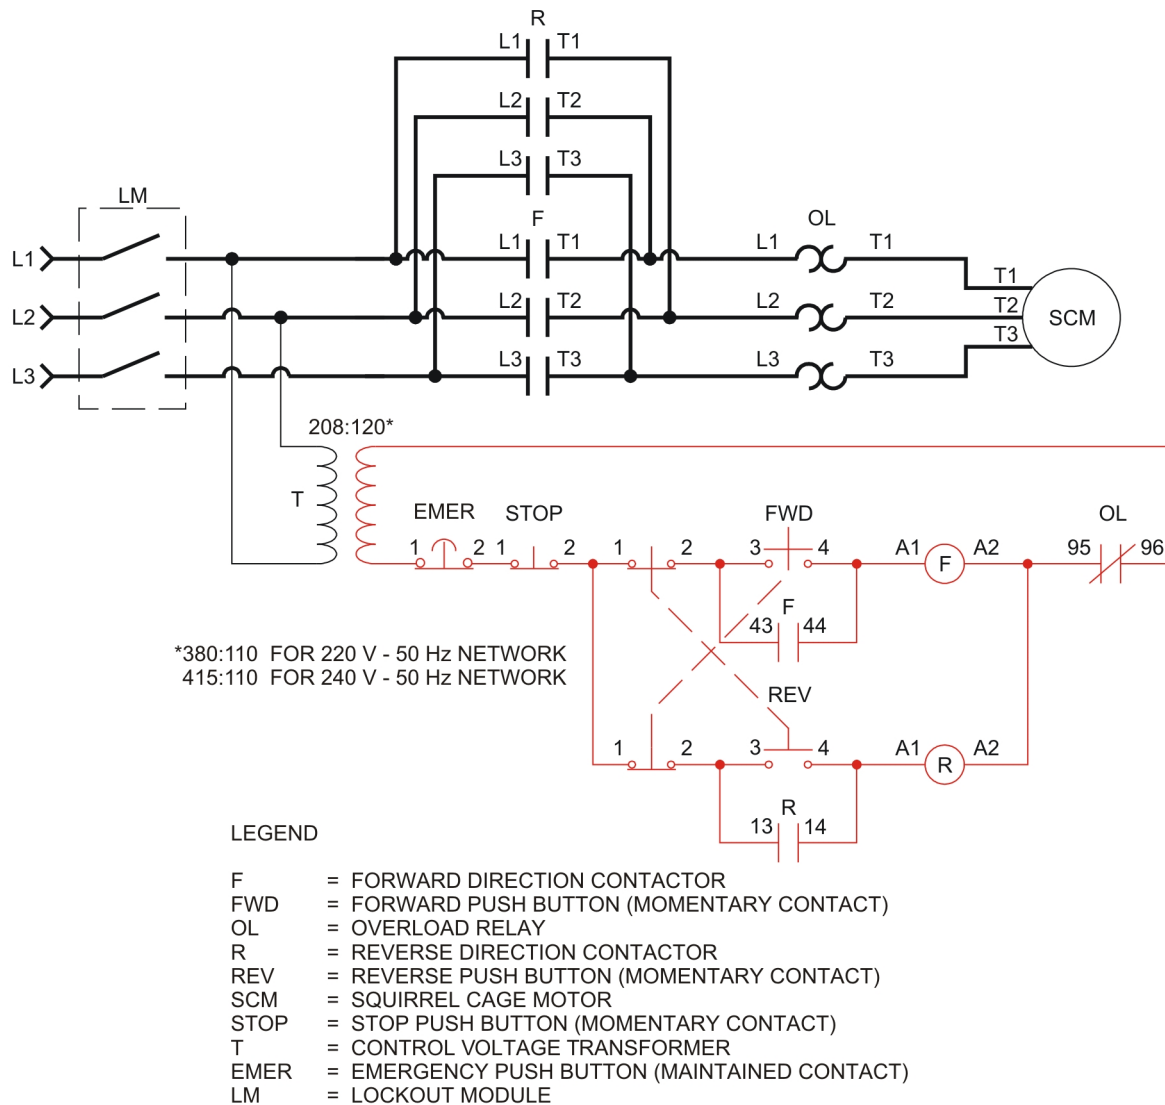 R
L1 T1
L2 T2
L3 T3
LM
F
OL
L1 L1 T1 L1 T1
T1
L2 L2 T2 L2 T2
T2
SCM
T3
L3 L3 T3 L3 T3
208:120*
T
EMER STOP FWD OL
1 2 1 2 1 2 3 4 A1 F A2 95 96
F
43 44
*380:110 FOR 220 V - 50 Hz NETWORK
415:110 FOR 240 V - 50 Hz NETWORK
REV
1 2 3 4 A1 R A2
R
13 14
LEGEND
F = FORWARD DIRECTION CONTACTOR
FWD = FORWARD PUSH BUTTON (MOMENTARY CONTACT)
OL = OVERLOAD RELAY
R = REVERSE DIRECTION CONTACTOR
REV = REVERSE PUSH BUTTON (MOMENTARY CONTACT)
SCM = SQUIRREL CAGE MOTOR
STOP = STOP PUSH BUTTON (MOMENTARY CONTACT)
T = CONTROL VOLTAGE TRANSFORMER
EMER = EMERGENCY PUSH BUTTON (MAINTAINED CONTACT)
LM = LOCKOUT MODULE